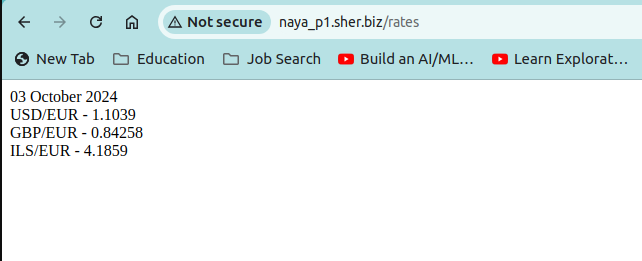 Not secure naya_p1.sher.biz/rates
New Tab Education Job Search Build an AI/ML... Learn Explorat...
03 October 2024
USD/EUR - 1.1039
GBP/EUR - 0.84258
ILS/EUR - 4.1859